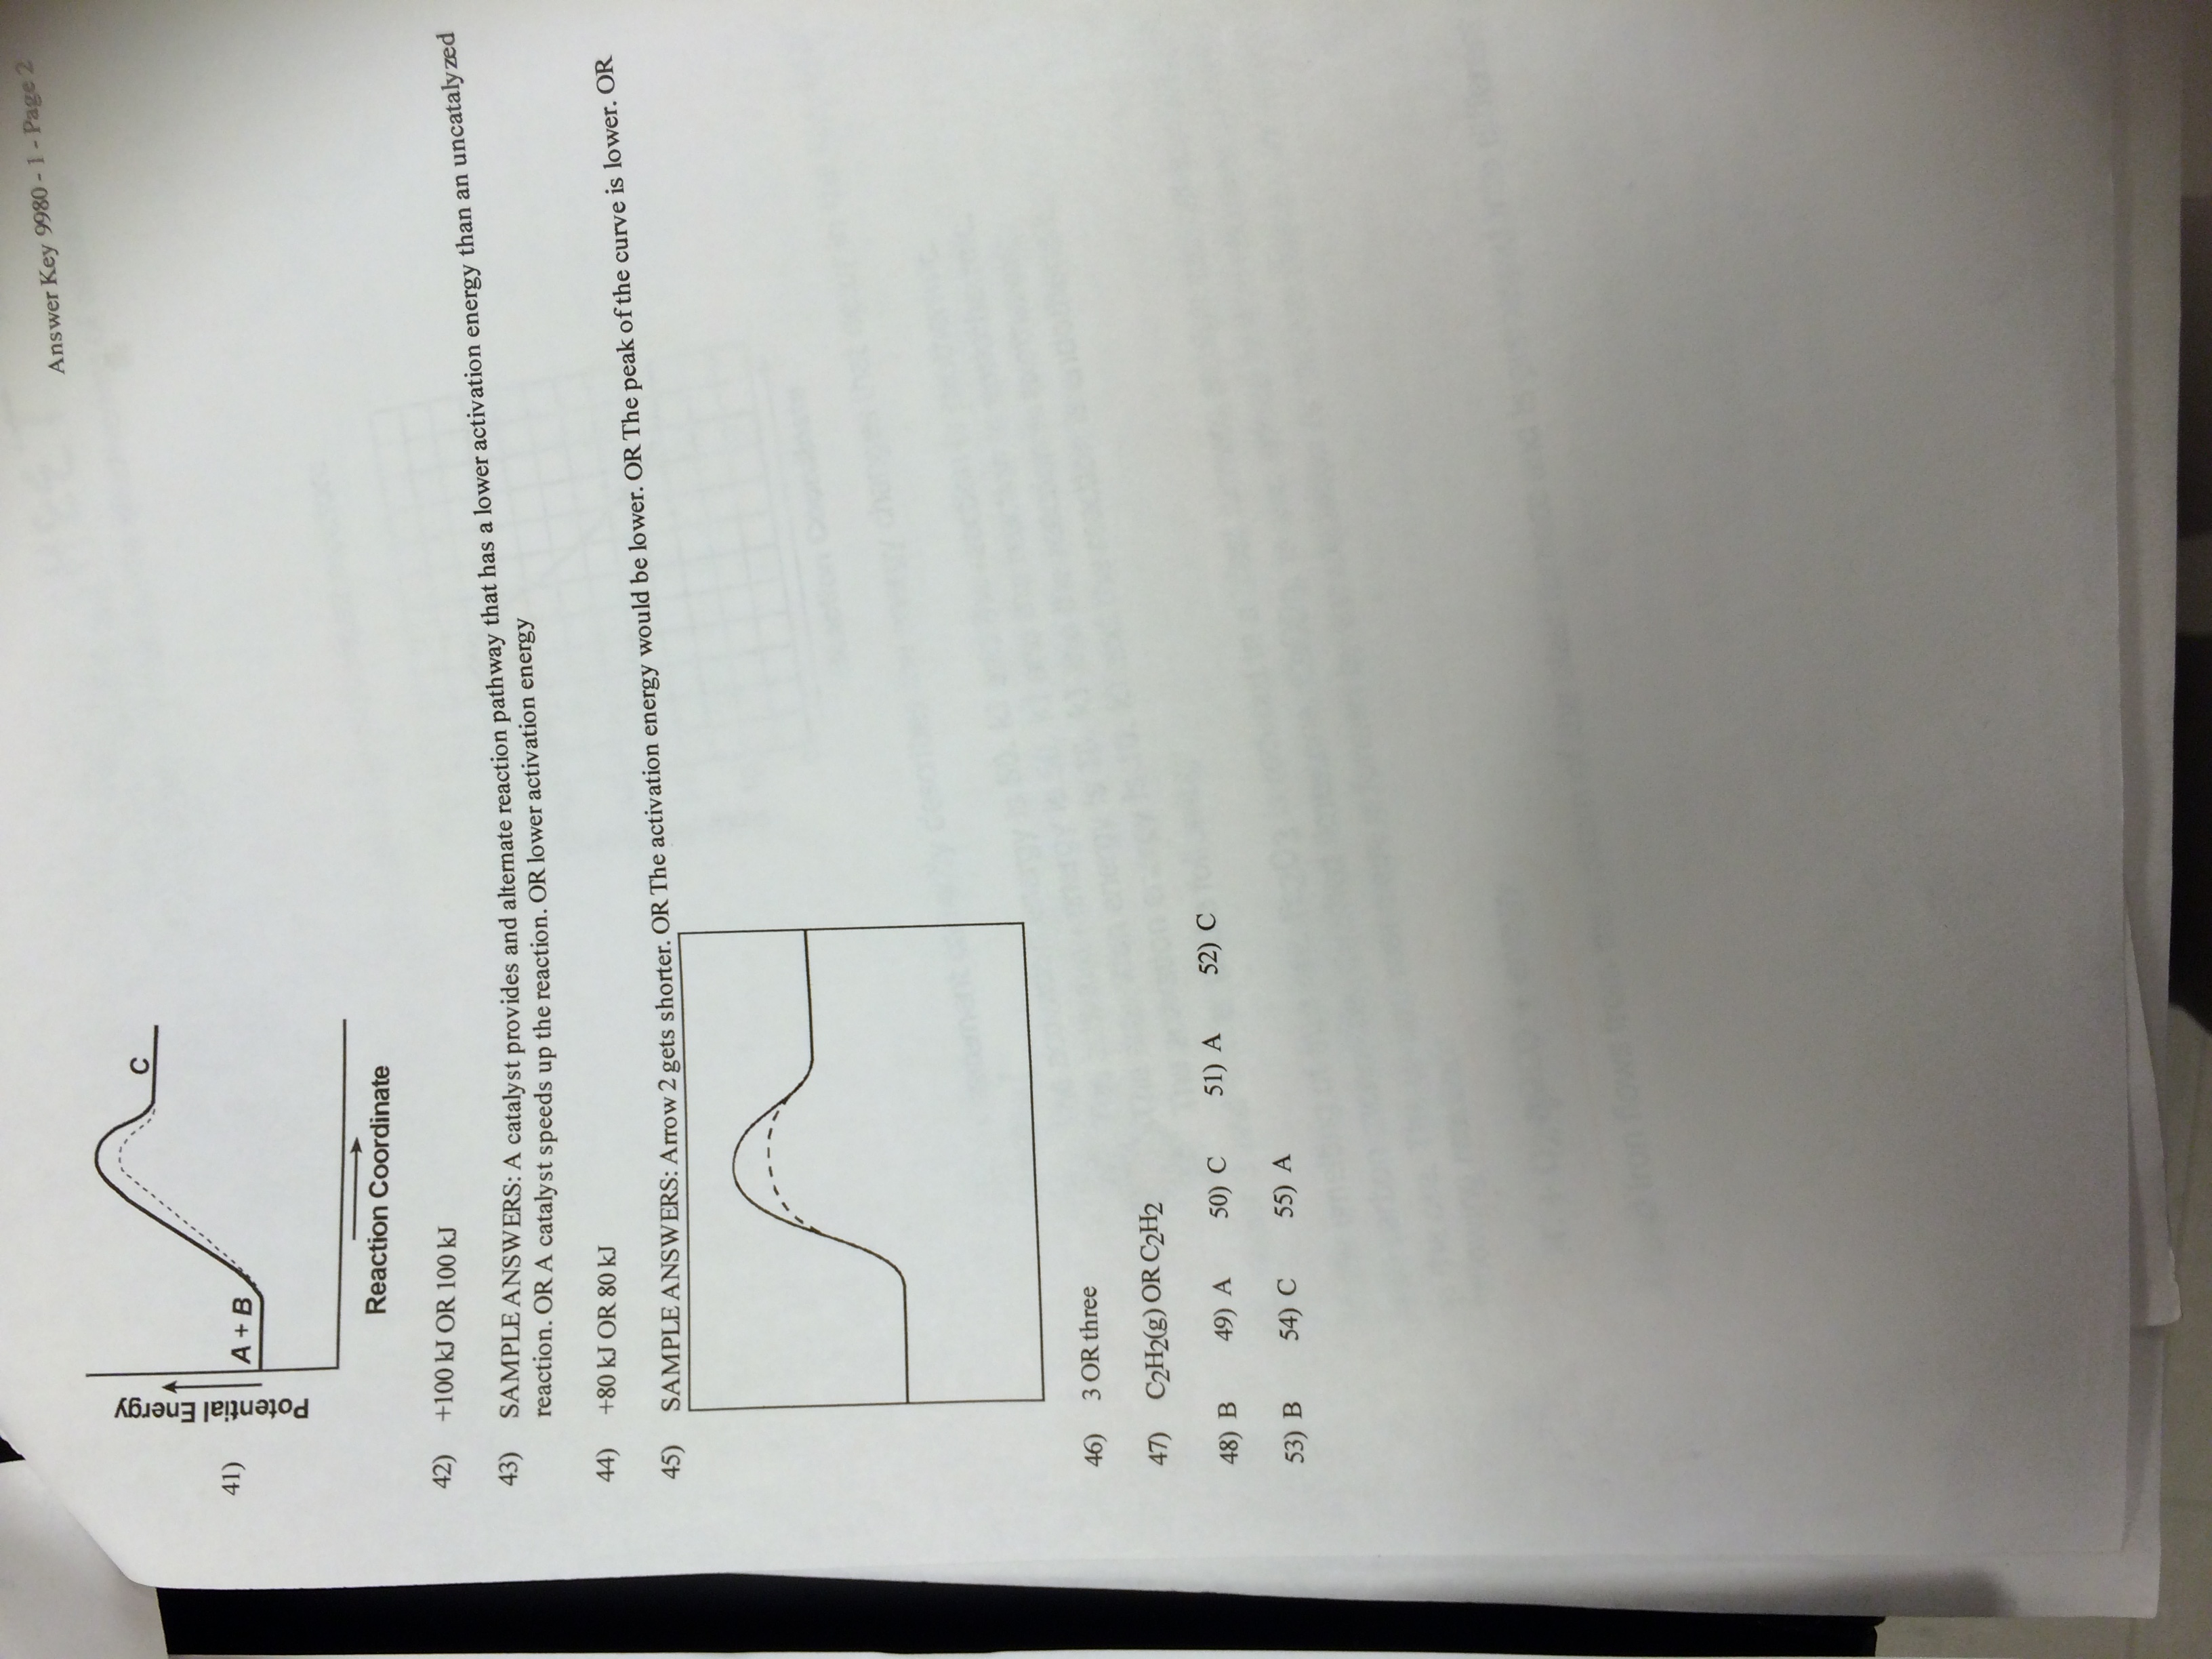 Answer Key 9980 - 1 - Page 2
41)
Potential Energy
A + B
C
Reaction Coordinate
42) +100 kJ OR 100 kJ
43) SAMPLE ANSWERS: A catalyst provides and alternate reaction pathway that has a lower activation energy than an uncatalyzed
reaction. OR A catalyst speeds up the reaction. OR lower activation energy
44) +80 kJ OR 80 kJ
45) SAMPLE ANSWERS: Arrow 2 gets shorter. OR The activation energy would be lower. OR The peak of the curve is lower. OR
46) 3 OR three
47) C2H2(g) OR C2H2
48) B 49) A 50) C 51) A 52) C
53) B 54) C 55) A